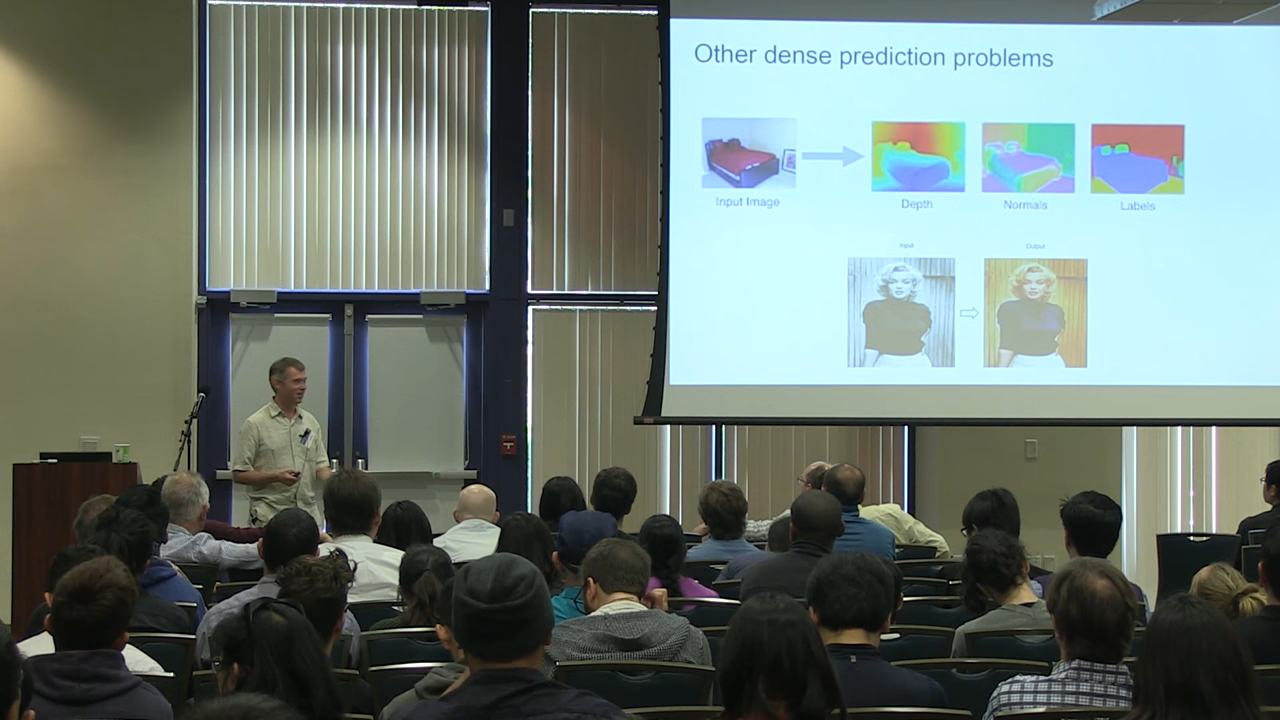 Other dense prediction problems
Input Image
Depth
Normals
Labels
Input
Output